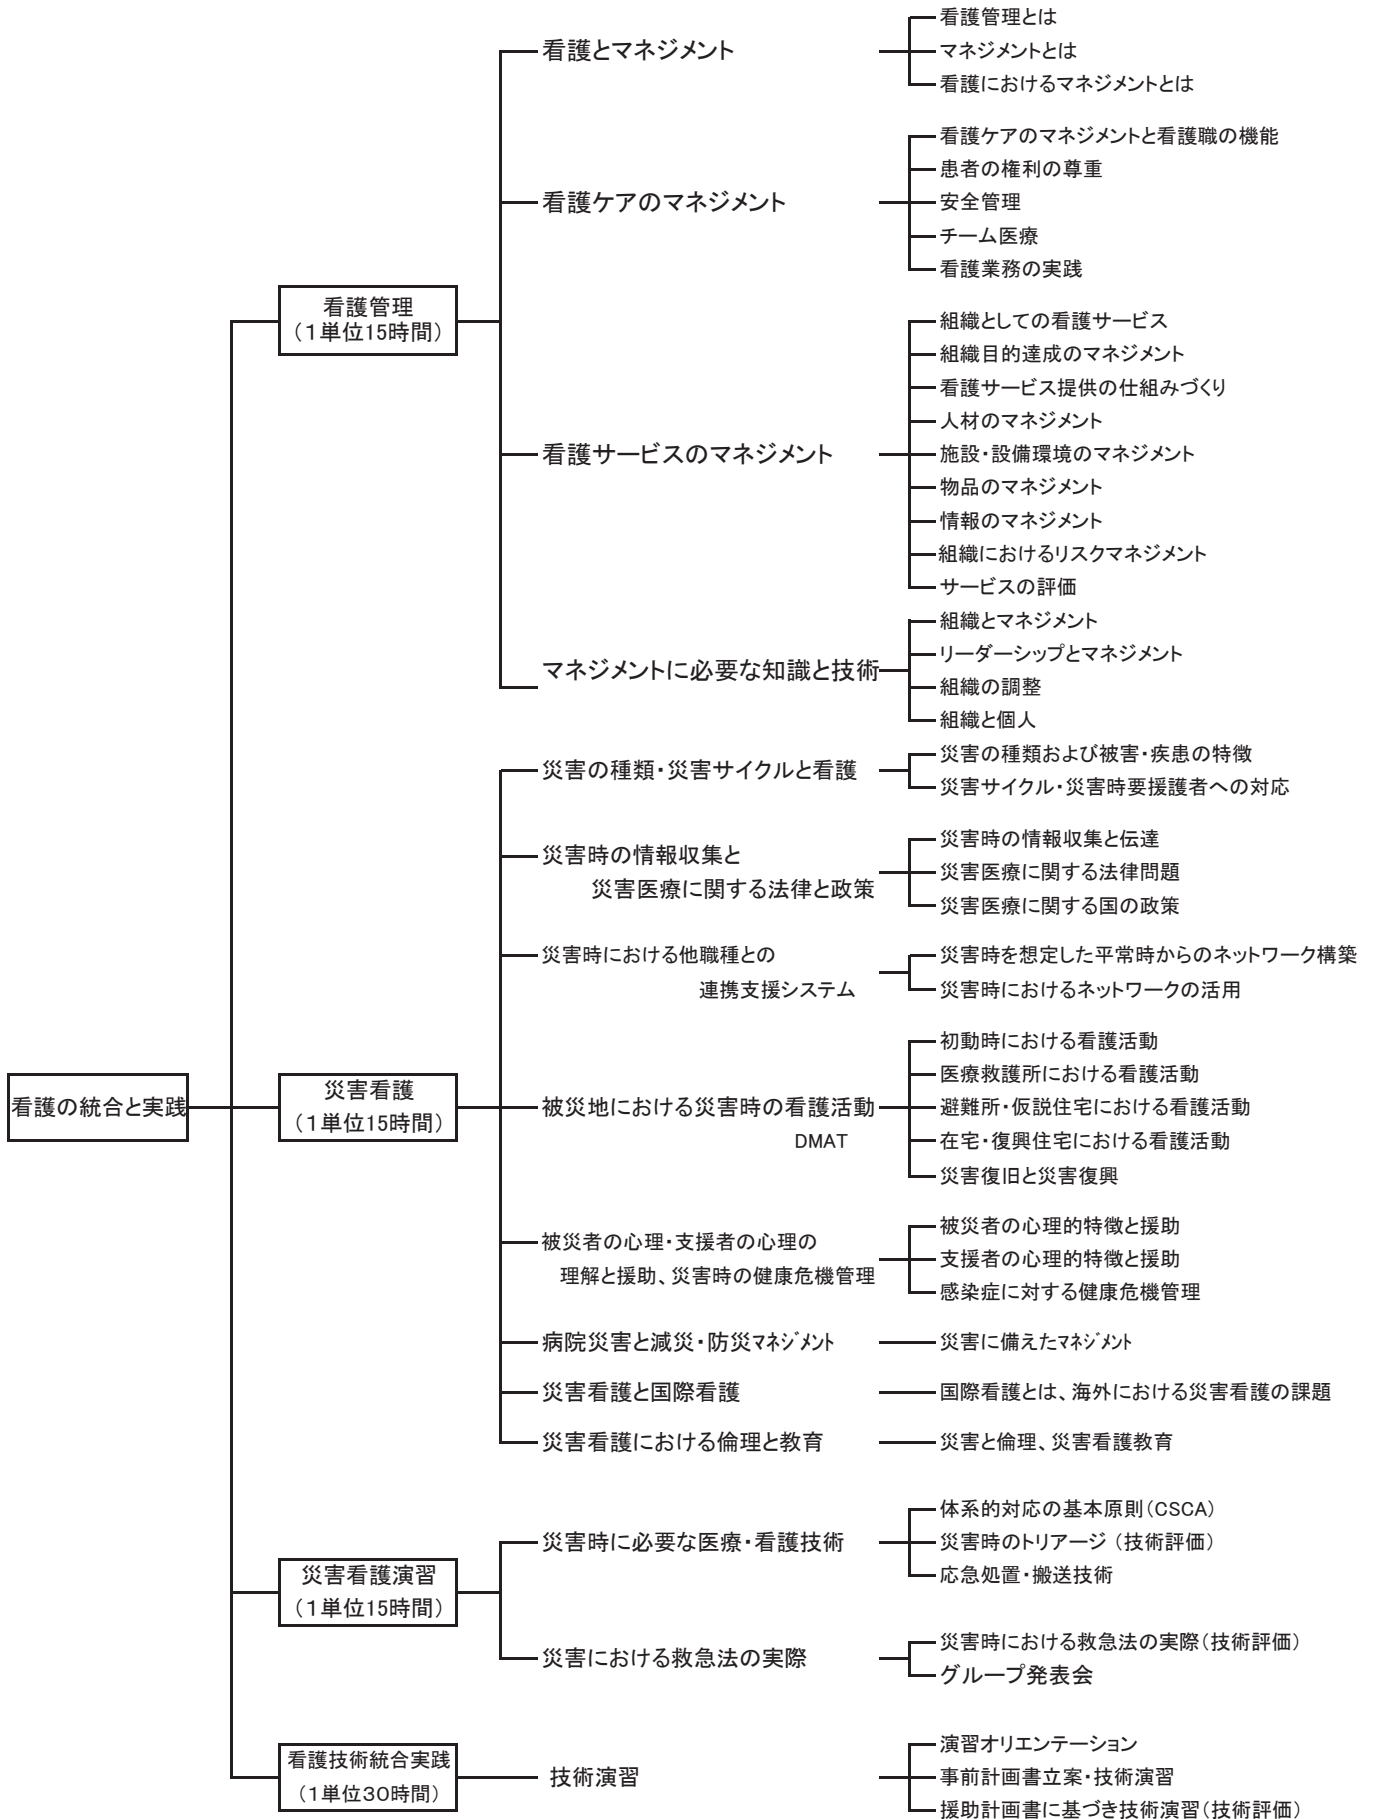 看護の統合と実践
看護管理
（１単位15時間）
看護とマネジメント
看護管理とは
マネジメントとは
看護におけるマネジメントとは
看護ケアのマネジメント
看護ケアのマネジメントと看護職の機能
患者の権利の尊重
安全管理
チーム医療
看護業務の実践
看護サービスのマネジメント
組織としての看護サービス
組織目的達成のマネジメント
看護サービス提供の仕組みづくり
人材のマネジメント
施設・設備環境のマネジメント
物品のマネジメント
情報のマネジメント
組織におけるリスクマネジメント
サービスの評価
マネジメントに必要な知識と技術
組織とマネジメント
リーダーシップとマネジメント
組織の調整
組織と個人
災害看護
（１単位15時間）
災害の種類・災害サイクルと看護
災害の種類および被害・疾患の特徴
災害サイクル・災害時要援護者への対応
災害時の情報収集と
災害医療に関する法律と政策
災害時の情報収集と伝達
災害医療に関する法律問題
災害医療に関する国の政策
災害時における他職種との
連携支援システム
災害時を想定した平常時からのネットワーク構築
災害時におけるネットワークの活用
被災地における災害時の看護活動
DMAT
初動時における看護活動
医療救護所における看護活動
避難所・仮説住宅における看護活動
在宅・復興住宅における看護活動
災害復旧と災害復興
被災者の心理・支援者の心理の
理解と援助、災害時の健康危機管理
被災者の心理的特徴と援助
支援者の心理的特徴と援助
感染症に対する健康危機管理
病院災害と減災・防災ﾏﾈｼﾞﾒﾝﾄ
災害に備えたﾏﾈｼﾞﾒﾝﾄ
災害看護と国際看護
国際看護とは、海外における災害看護の課題
災害看護における倫理と教育
災害と倫理、災害看護教育
災害看護演習
（１単位15時間）
災害時に必要な医療・看護技術
体系的対応の基本原則（CSCA）
災害時のトリアージ（技術評価）
応急処置・搬送技術
災害における救急法の実際
災害時における救急法の実際（技術評価）
グループ発表会
看護技術統合実践
（１単位３０時間）
技術演習
演習オリエンテーション
事前計画書立案・技術演習
援助計画書に基づき技術演習（技術評価）